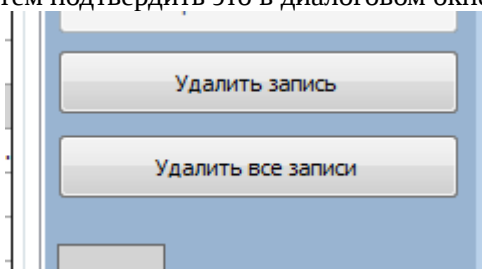 тем подтвердить это в диалоговом окне
Удалить запись
Удалить все записи